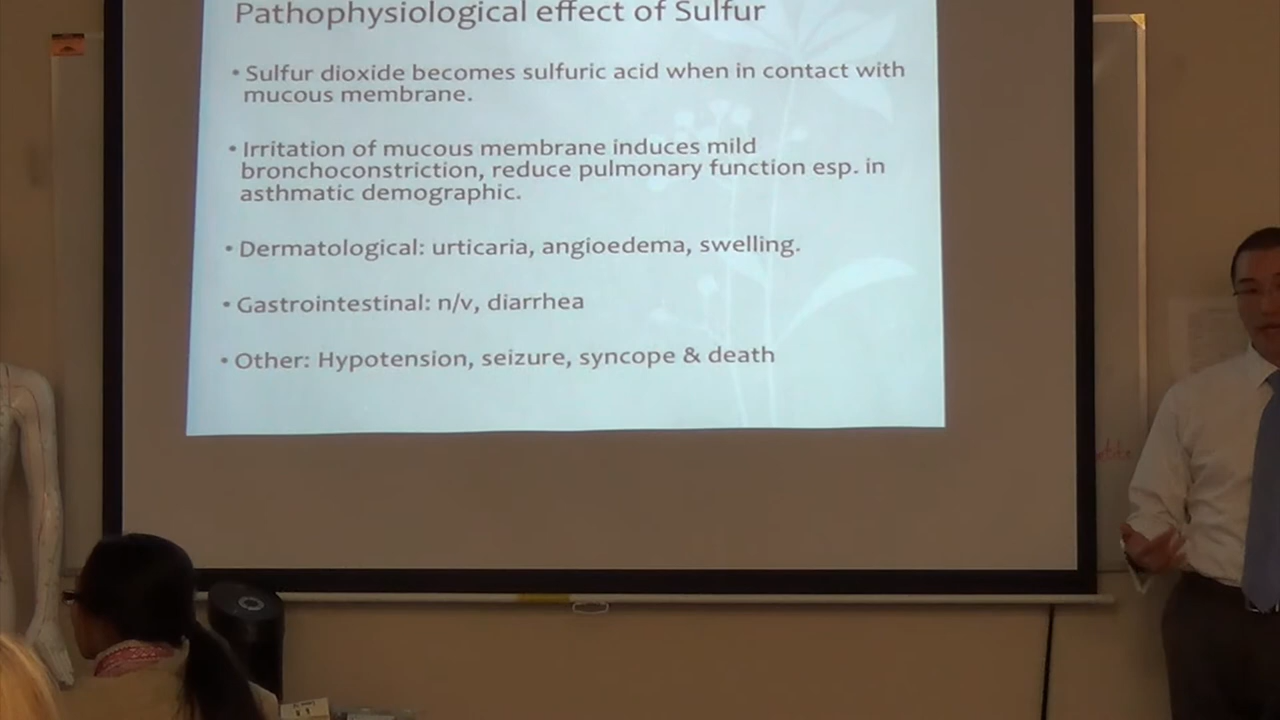 Pathophysiological effect of Sulfur
• Sulfur dioxide becomes sulfuric acid when in contact with
mucous membrane.
• Irritation of mucous membrane induces mild
bronchoconstriction, reduce pulmonary function esp. in
asthmatic demographic.
• Dermatological: urticaria, angioedema, swelling.
• Gastrointestinal: n/v, diarrhea
• Other: Hypotension, seizure, syncope & death